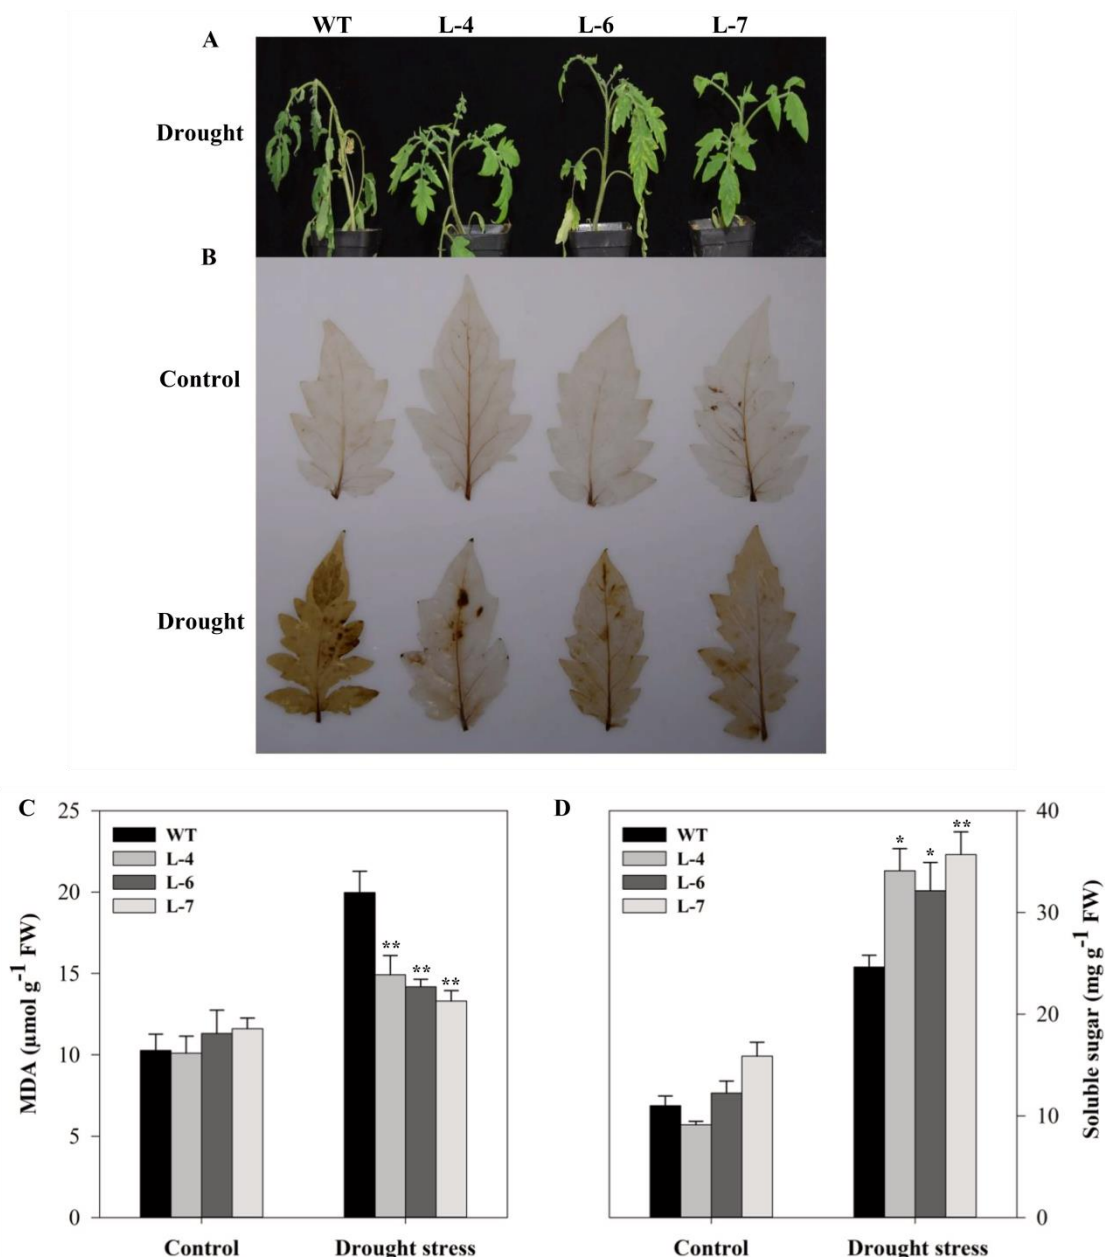 WT L-4 L-6 L-7
A
Drought
B
Control
Drought
C
25
20
15
10
5
0
MDA (µmol g-1 FW)
WT
L-4
L-6
L-7
**
**
**
Control
Drought stress
D
40
30
20
10
0
Soluble sugar (mg g-1 FW)
WT
L-4
L-6
L-7
*
*
**
Control
Drought stress